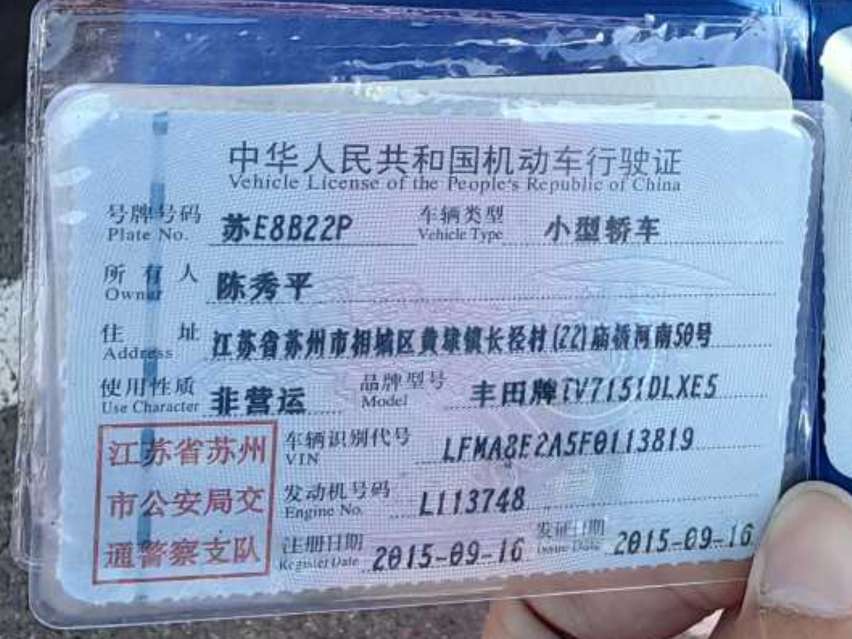 中华人民共和国机动车行驶证
Vehicle License of the People's Republic of China
号牌号码 苏E8B22P 车辆类型 小型轿车
Plate No. Vehicle Type
所有人 陈秀平
Owner
住址 江苏省苏州市相城区黄埭镇长泾村(22)庙桥河南50号
Address
使用性质 非营运 品牌型号 丰田牌TV7151DLXE5
Use Character Model
江苏省苏州 车辆识别代号 LFMA8E2A5F0113819
VIN
市公安局交 发动机号码 L113748
Engine No.
通警察支队 注册日期 2015-09-16 发证日期 2015-09-16
Register Date Issue Date